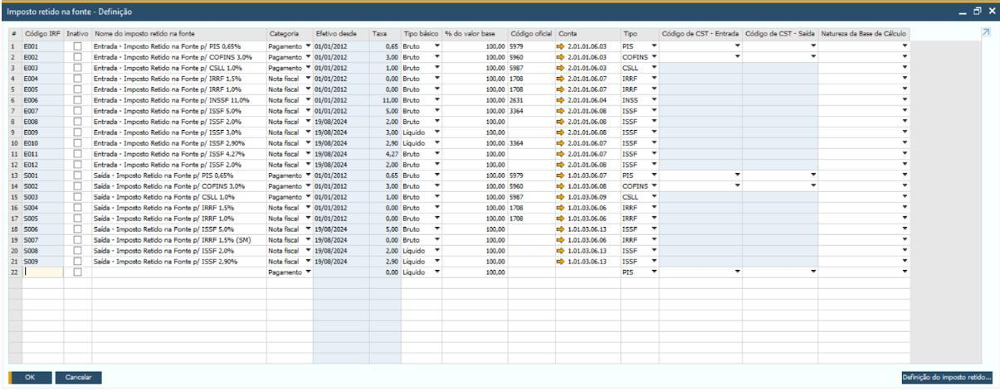 Imposto retido na fonte - Definição
# Código IRF Inativo Nome do imposto retido na fonte Categoria Efetivo desde Taxa Tipo básico % do valor base Código oficial Conta Tipo Código de CST - Entrada Código de CST - Saída Natureza da Base de Cálculo
1 E001 Entrada - Imposto Retido na Fonte p/ PIS 0,65% Pagamento 01/01/2012 0,65 Bruto 100,00 5979 2.01.01.06.03 PIS
2 E002 Entrada - Imposto Retido na Fonte p/ COFINS 3,0% Pagamento 01/01/2012 3,00 Bruto 100,00 5960 2.01.01.06.03 COFINS
3 E003 Entrada - Imposto Retido na Fonte p/ CSLL 1,0% Pagamento 01/01/2012 1,00 Bruto 100,00 5987 2.01.01.06.03 CSLL
4 E004 Entrada - Imposto Retido na Fonte p/ IRRF 1,5% Nota fiscal 01/01/2012 0,00 Bruto 100,00 1708 2.01.01.06.07 IRRF
5 E005 Entrada - Imposto Retido na Fonte p/ IRRF 1,0% Nota fiscal 01/01/2012 0,00 Bruto 100,00 1708 2.01.01.06.07 IRRF
6 E006 Entrada - Imposto Retido na Fonte p/ INSSF 11,0% Nota fiscal 01/01/2012 11,00 Bruto 100,00 2631 2.01.01.06.04 INSS
7 E007 Entrada - Imposto Retido na Fonte p/ ISSF 5,0% Nota fiscal 01/01/2012 5,00 Bruto 100,00 3364 2.01.01.06.08 ISSF
8 E008 Entrada - Imposto Retido na Fonte p/ ISSF 2,0% Nota fiscal 19/08/2024 2,00 Bruto 100,00 2.01.01.06.08 ISSF
9 E009 Entrada - Imposto Retido na Fonte p/ ISSF 3,0% Nota fiscal 19/08/2024 3,00 Líquido 100,00 2.01.01.06.08 ISSF
10 E010 Entrada - Imposto Retido na Fonte p/ ISSF 2,90% Nota fiscal 19/08/2024 2,90 Líquido 100,00 3364 2.01.01.06.07 ISSF
11 E011 Entrada - Imposto Retido na Fonte p/ ISSF 4,27% Nota fiscal 19/08/2024 4,27 Bruto 100,00 2.01.01.06.07 ISSF
12 E012 Entrada - Imposto Retido na Fonte p/ ISSF 2,0% Nota fiscal 19/08/2024 2,00 Bruto 100,00 2.01.01.06.08 ISSF
13 S001 Saída - Imposto Retido na Fonte p/ PIS 0,65% Pagamento 01/01/2012 0,65 Bruto 100,00 5979 1.01.03.06.07 PIS
14 S002 Saída - Imposto Retido na Fonte p/ COFINS 3,0% Pagamento 01/01/2012 3,00 Bruto 100,00 5960 1.01.03.06.08 COFINS
15 S003 Saída - Imposto Retido na Fonte p/ CSLL 1,0% Pagamento 01/01/2012 1,00 Bruto 100,00 5987 1.01.03.06.09 CSLL
16 S004 Saída - Imposto Retido na Fonte p/ IRRF 1,5% Nota fiscal 01/01/2012 0,00 Bruto 100,00 1708 1.01.03.06.06 IRRF
17 S005 Saída - Imposto Retido na Fonte p/ IRRF 1,0% Nota fiscal 01/01/2012 0,00 Bruto 100,00 1708 1.01.03.06.06 IRRF
18 S006 Saída - Imposto Retido na Fonte p/ ISSF 5,0% Nota fiscal 19/08/2024 5,00 Bruto 100,00 1.01.03.06.13 ISSF
19 S007 Saída - Imposto Retido na Fonte p/ IRRF 1,5% (SM) Nota fiscal 19/08/2024 0,00 Bruto 100,00 1.01.03.06.06 IRRF
20 S008 Saída - Imposto Retido na Fonte p/ ISSF 2,0% Nota fiscal 19/08/2024 2,00 Líquido 100,00 1.01.03.06.13 ISSF
21 S009 Saída - Imposto Retido na Fonte p/ ISSF 2,90% Nota fiscal 19/08/2024 2,90 Líquido 100,00 1.01.03.06.13 ISSF
22 Pagamento 0,00 Líquido 100,00 PIS
OK Cancelar Definição do imposto retido...